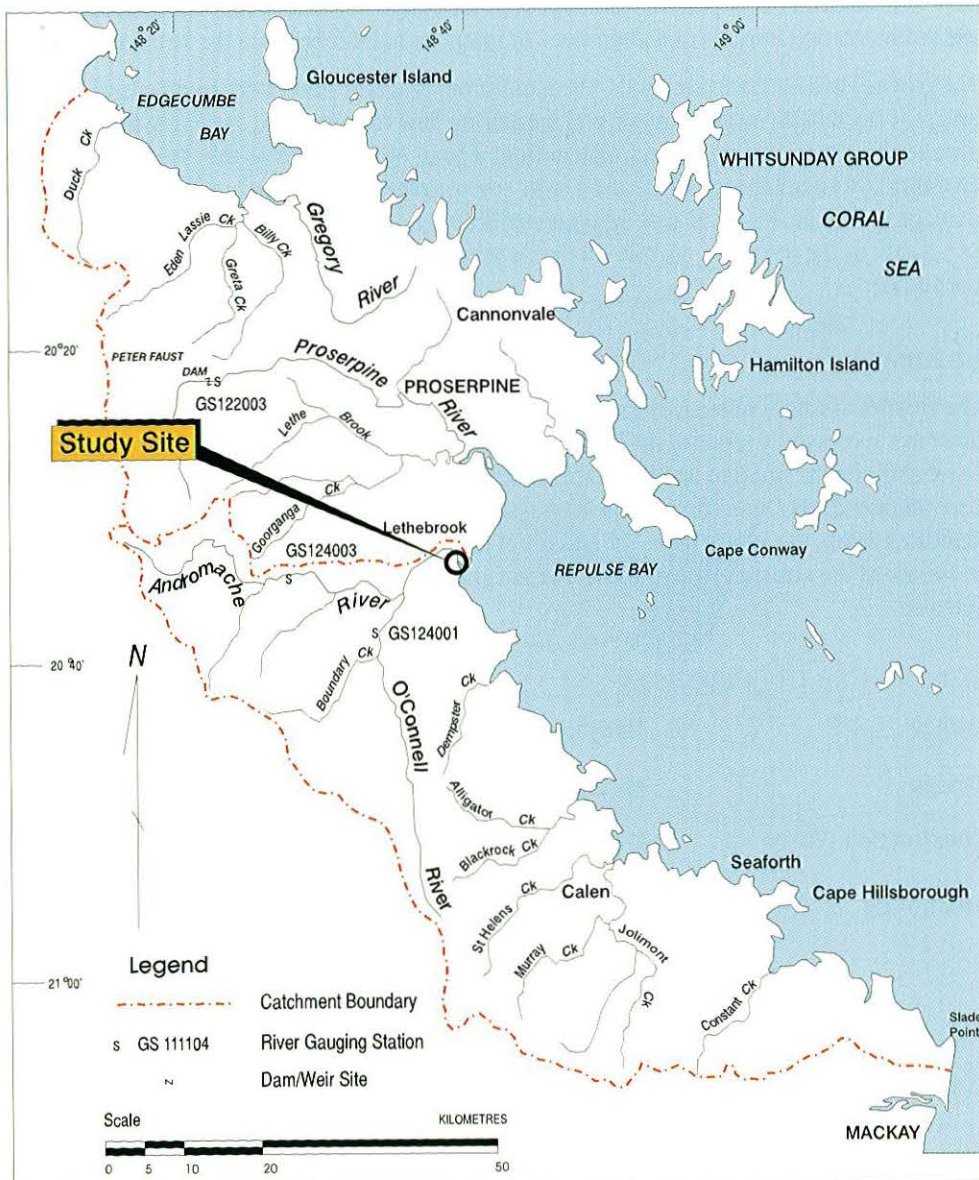 148°20'
148°40'
149°00'
Gloucester Island
EDGECUMBE
BAY
Duck Ck
WHITSUNDAY GROUP
CORAL
SEA
Eden Lassie Ck
Billy Ck
Greta Ck
Gregory
River
Cannonvale
20°20'
PETER FAUST
DAM
Z S
GS122003
Proserpine
River
PROSERPINE
Hamilton Island
Lethe Brook
Study Site
Goorganga Ck
Lethebrook
GS124003
S
Cape Conway
REPULSE BAY
Andromache
River
S GS124001
20°40'
N
Boundary Ck
O'Connell
River
Dempster Ck
Alligator Ck
Blackrock Ck
Seaforth
Cape Hillsborough
Calen
St Helens Ck
Murray Ck
Jolimont
Ck
Constant Ck
21°00'
Slade
Point
MACKAY
Legend
Catchment Boundary
S GS 111104 River Gauging Station
Z Dam/Weir Site
Scale KILOMETRES
0 5 10 20 50